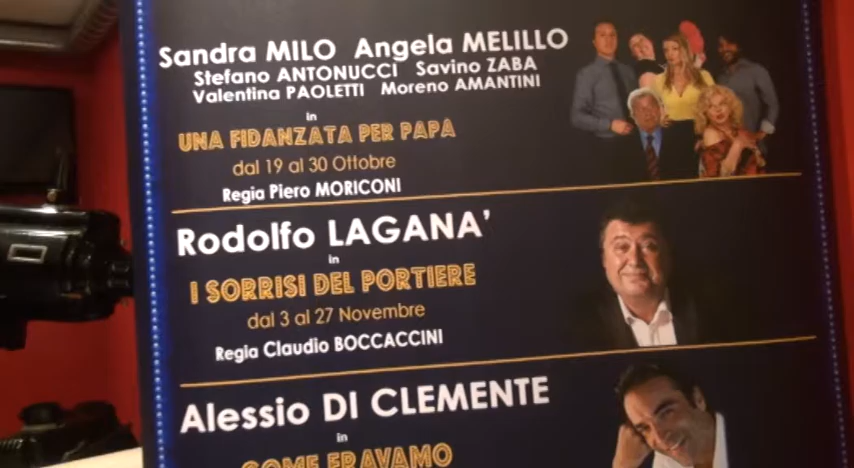 Sandra MILO Angela MELILLO
Stefano ANTONUCCI Savino ZABA
Valentina PAOLETTI Moreno AMANTINI
in
UNA FIDANZATA PER PAPA
dal 19 al 30 Ottobre
Regia Piero MORICONI
Rodolfo LAGANA'
in
I SORRISI DEL PORTIERE
dal 3 al 27 Novembre
Regia Claudio BOCCACCINI
Alessio DI CLEMENTE
in
COME ERAVAMO